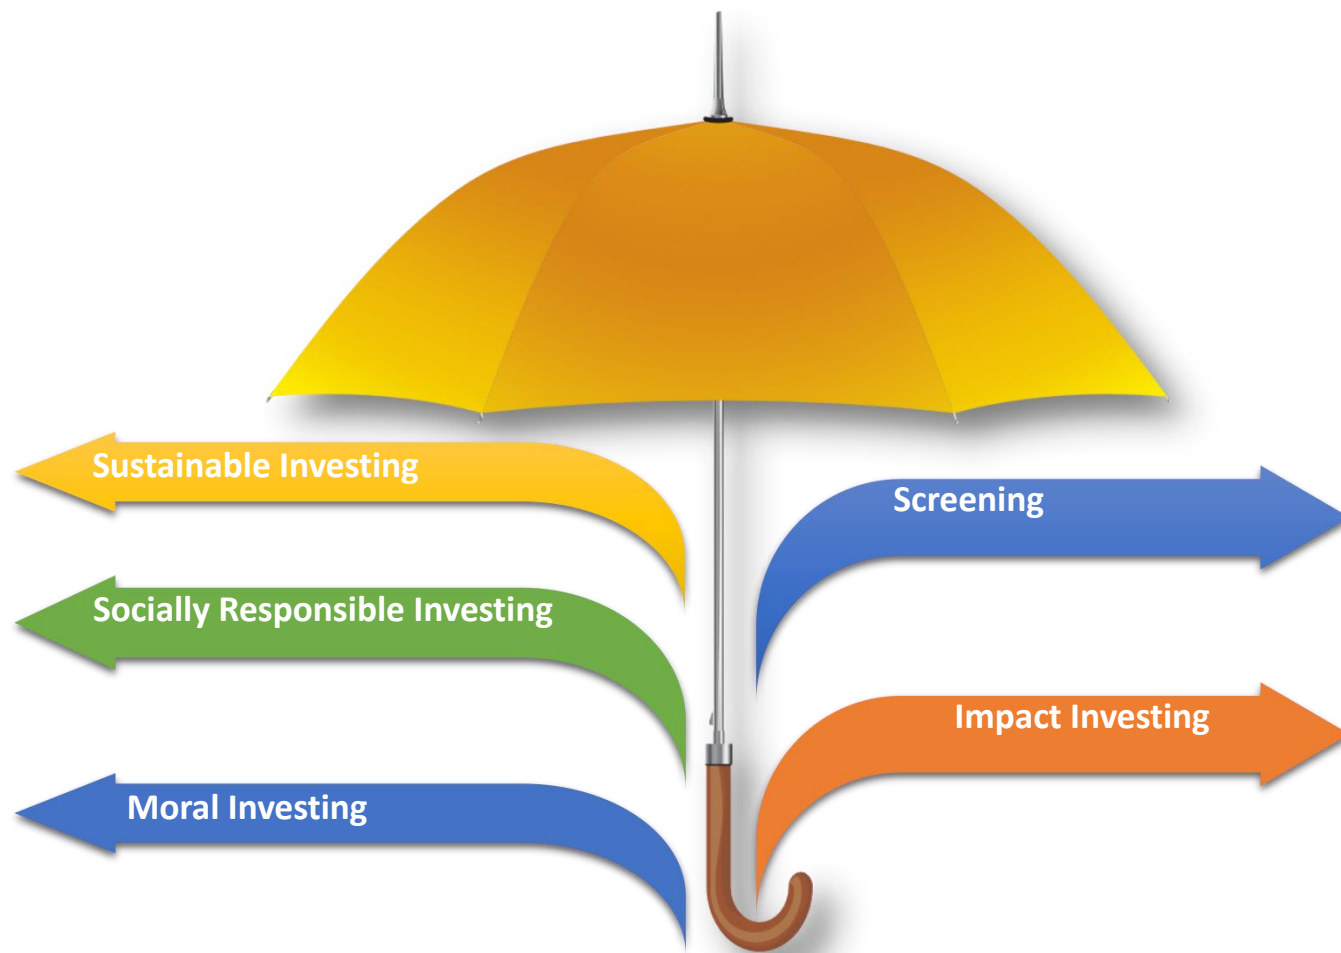 Sustainable Investing
Socially Responsible Investing
Moral Investing
Screening
Impact Investing